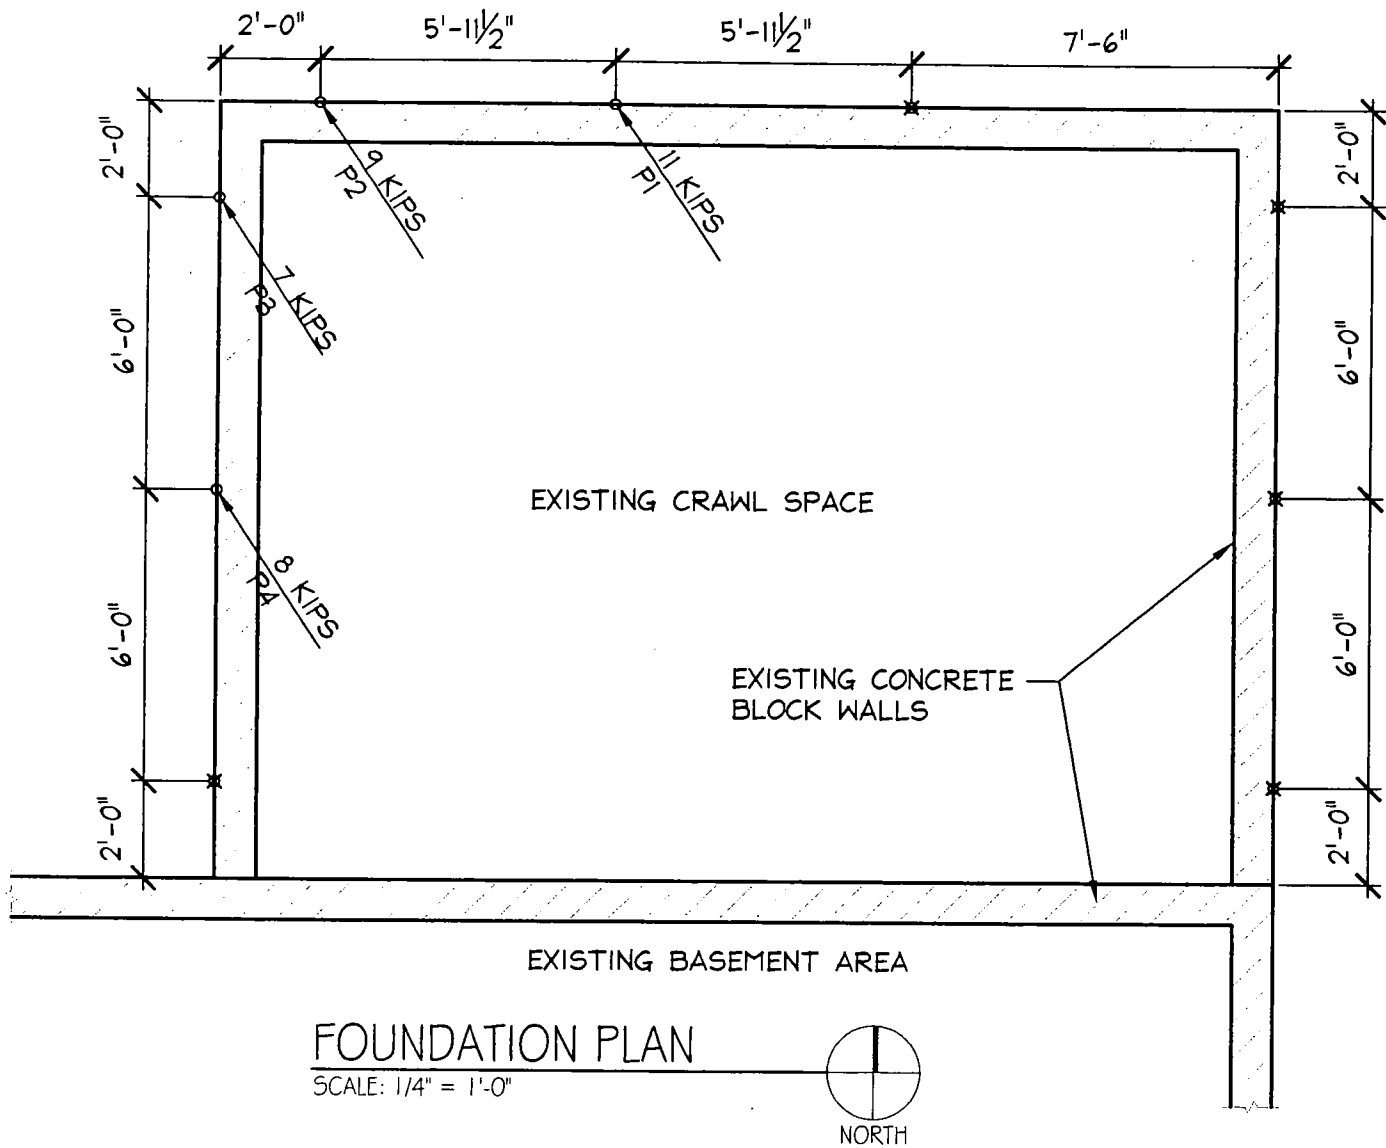 2'-0"
5'-11½"
5'-11½"
7'-6"
2'-0"
6'-0"
6'-0"
2'-0"
9 KIPS
P2
11 KIPS
P1
7 KIPS
P3
8 KIPS
P4
2'-0"
6'-0"
6'-0"
2'-0"
EXISTING CRAWL SPACE
EXISTING CONCRETE
BLOCK WALLS
EXISTING BASEMENT AREA
FOUNDATION PLAN
SCALE: 1/4" = 1'-0"
NORTH